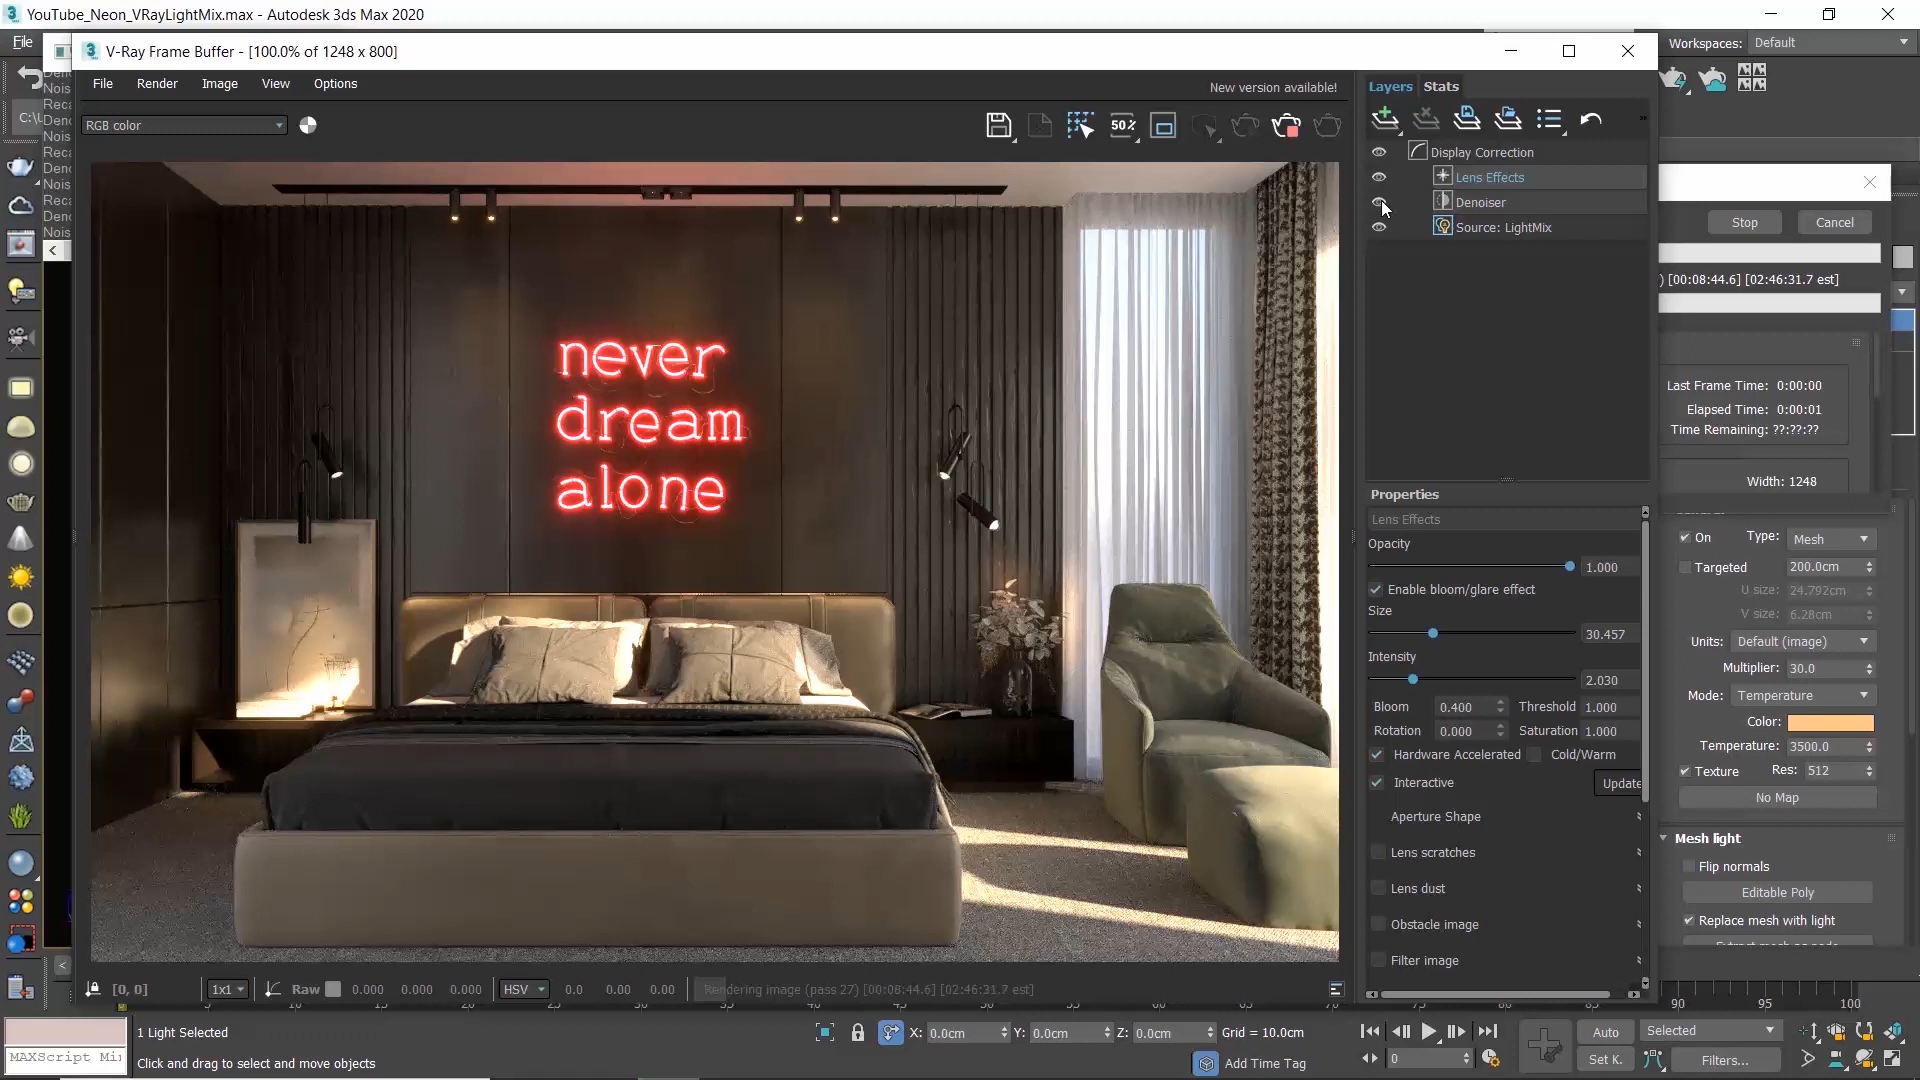 YouTube_Neon_VRayLightMix.max - Autodesk 3ds Max 2020
File
Workspaces: Default
V-Ray Frame Buffer - [100.0% of 1248 x 800]
File Render Image View Options
New version available!
RGB color
50%
Layers Stats
Display Correction
Lens Effects
Denoiser
Source: LightMix
never
dream
alone
Properties
Lens Effects
Opacity
1.000
Enable bloom/glare effect
Size
30.457
Intensity
2.030
Bloom 0.400 Threshold 1.000
Rotation 0.000 Saturation 1.000
Hardware Accelerated Cold/Warm
Interactive Update
Aperture Shape
Lens scratches
Lens dust
Obstacle image
Filter image
Stop Cancel
) [00:08:44.6] [02:46:31.7 est]
Last Frame Time: 0:00:00
Elapsed Time: 0:00:01
Time Remaining: ??:??:??
Width: 1248
On Type: Mesh
Targeted 200.0cm
U size: 24.792cm
V size: 6.28cm
Units: Default (image)
Multiplier: 30.0
Mode: Temperature
Color:
Temperature: 3500.0
Texture Res: 512
No Map
Mesh light
Flip normals
Editable Poly
Replace mesh with light
[0, 0] 1x1 Raw 0.000 0.000 0.000 HSV 0.0 0.00 0.00 Rendering image (pass 27) [00:08:44.6] [02:46:31.7 est]
90 95 100
1 Light Selected
X: 0.0cm Y: 0.0cm Z: 0.0cm Grid = 10.0cm
Auto Selected
MAXScript Mi
Click and drag to select and move objects
Add Time Tag
0
Set K. Filters...